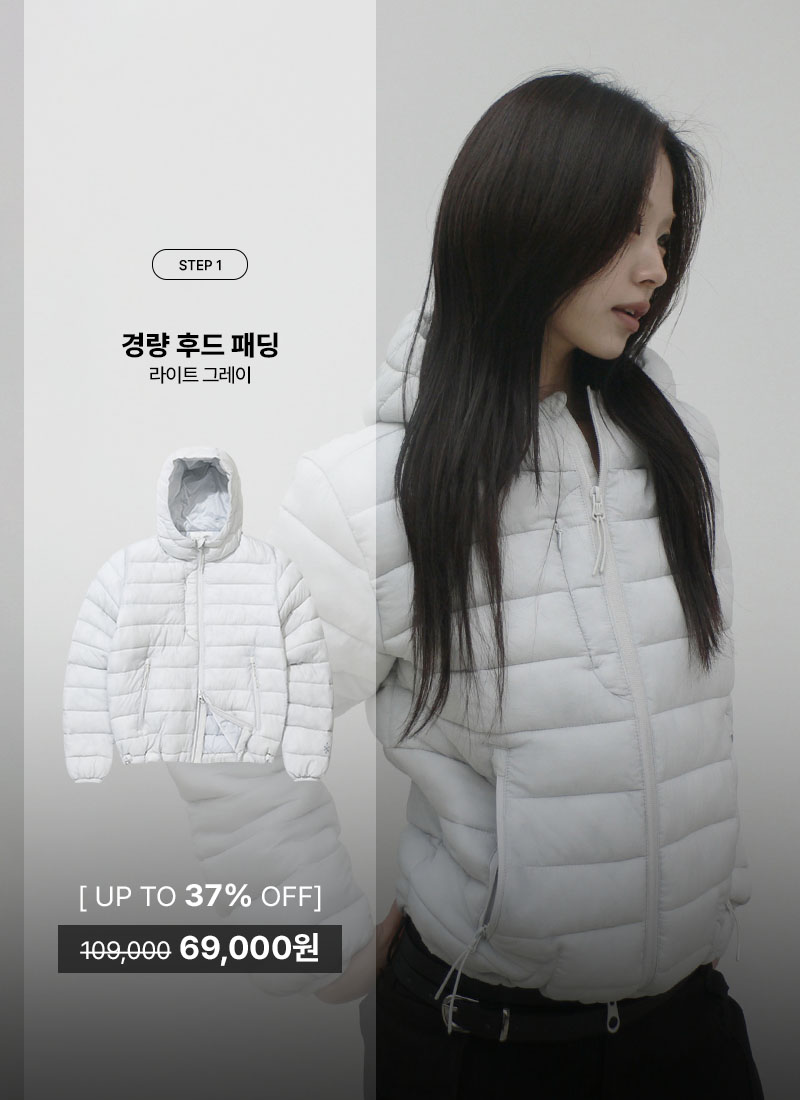 STEP 1
경량 후드 패딩
라이트 그레이
[ UP TO 37% OFF]
109,000 69,000원